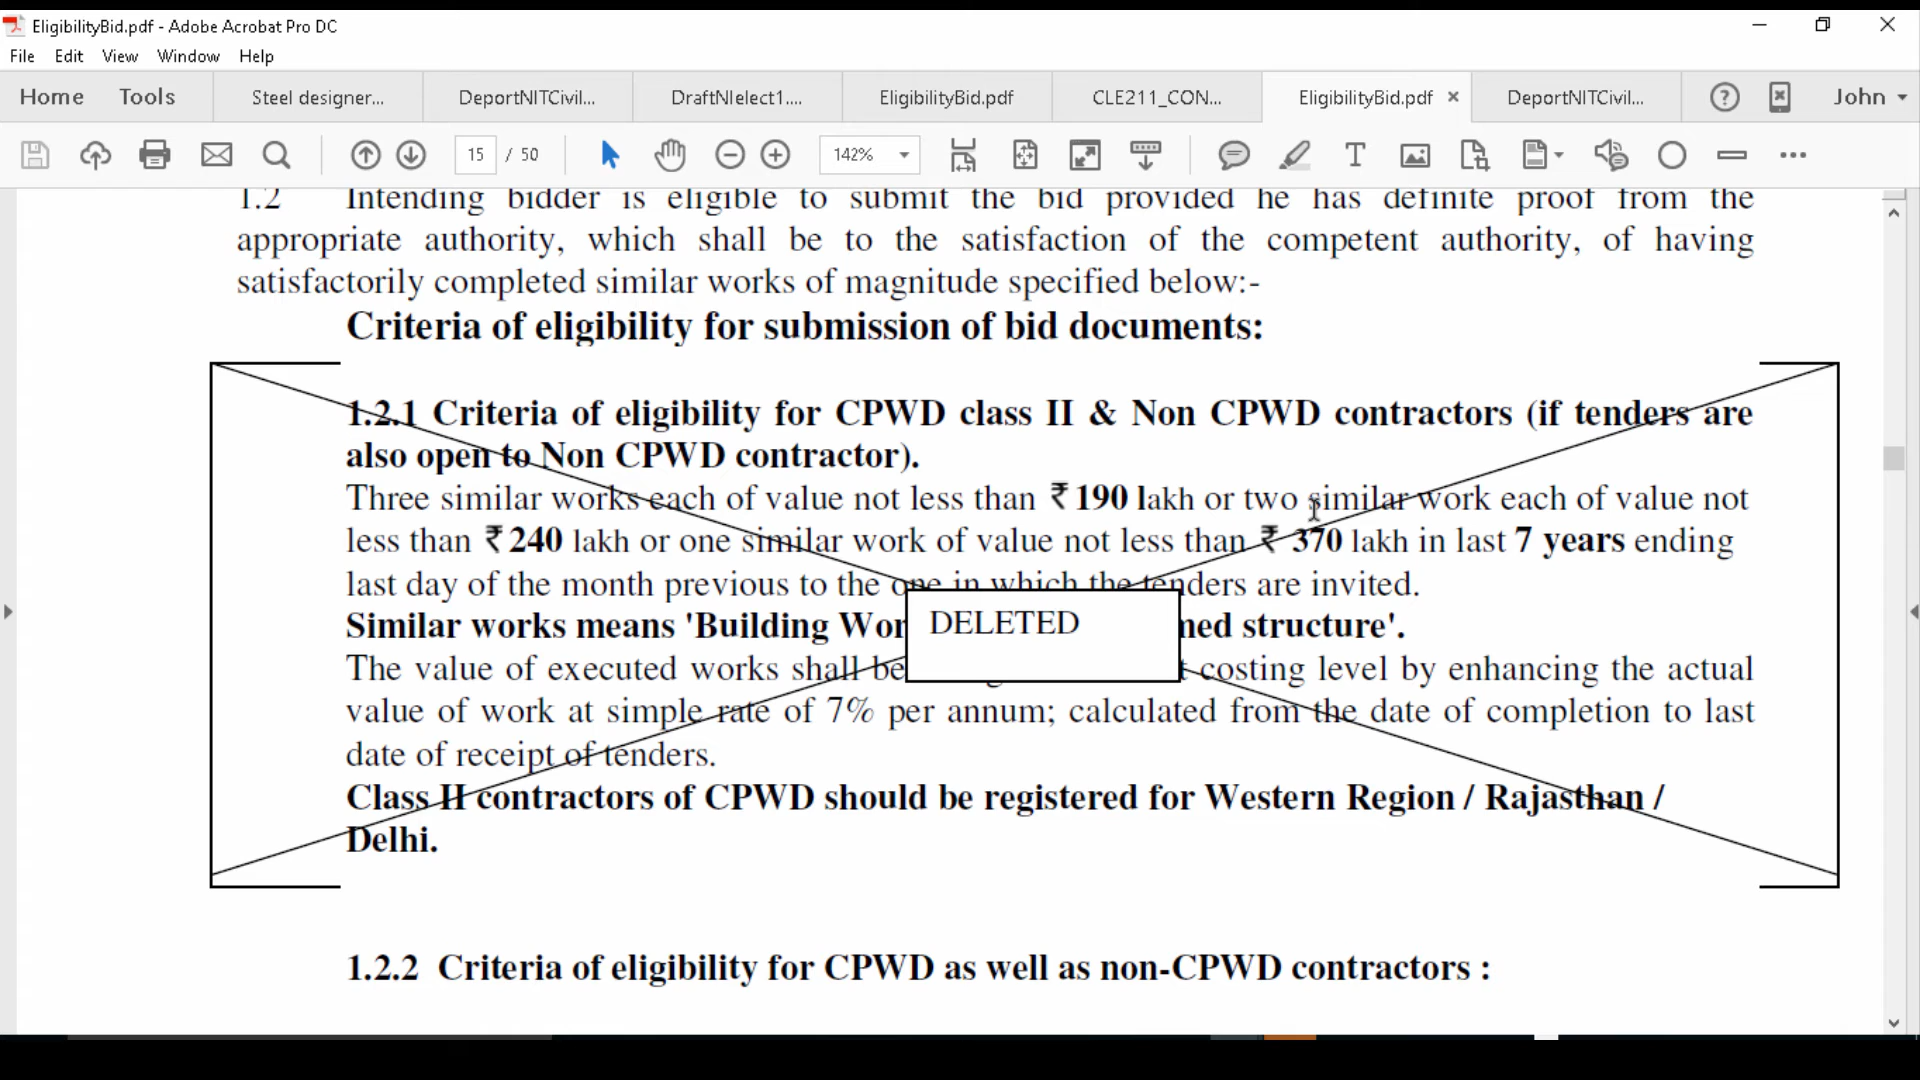 EligibilityBid.pdf - Adobe Acrobat Pro DC
File Edit View Window Help
Home Tools Steel designer... DeportNITCivil... DraftNIelect1.... EligibilityBid.pdf CLE211_CON... EligibilityBid.pdf DeportNITCivil... John
15 / 50 142%
1.2 Intending bidder is eligible to submit the bid provided he has definite proof from the
appropriate authority, which shall be to the satisfaction of the competent authority, of having
satisfactorily completed similar works of magnitude specified below:-
Criteria of eligibility for submission of bid documents:
1.2.1 Criteria of eligibility for CPWD class II & Non CPWD contractors (if tenders are
also open to Non CPWD contractor).
Three similar works each of value not less than ₹ 190 lakh or two similar work each of value not
less than ₹ 240 lakh or one similar work of value not less than ₹ 370 lakh in last 7 years ending
last day of the month previous to the one in which the tenders are invited.
Similar works means 'Building structure'.
DELETED
The value of executed works shall be costing level by enhancing the actual
value of work at simple rate of 7% per annum; calculated from the date of completion to last
date of receipt of tenders.
Class II contractors of CPWD should be registered for Western Region / Rajasthan /
Delhi.
1.2.2 Criteria of eligibility for CPWD as well as non-CPWD contractors :